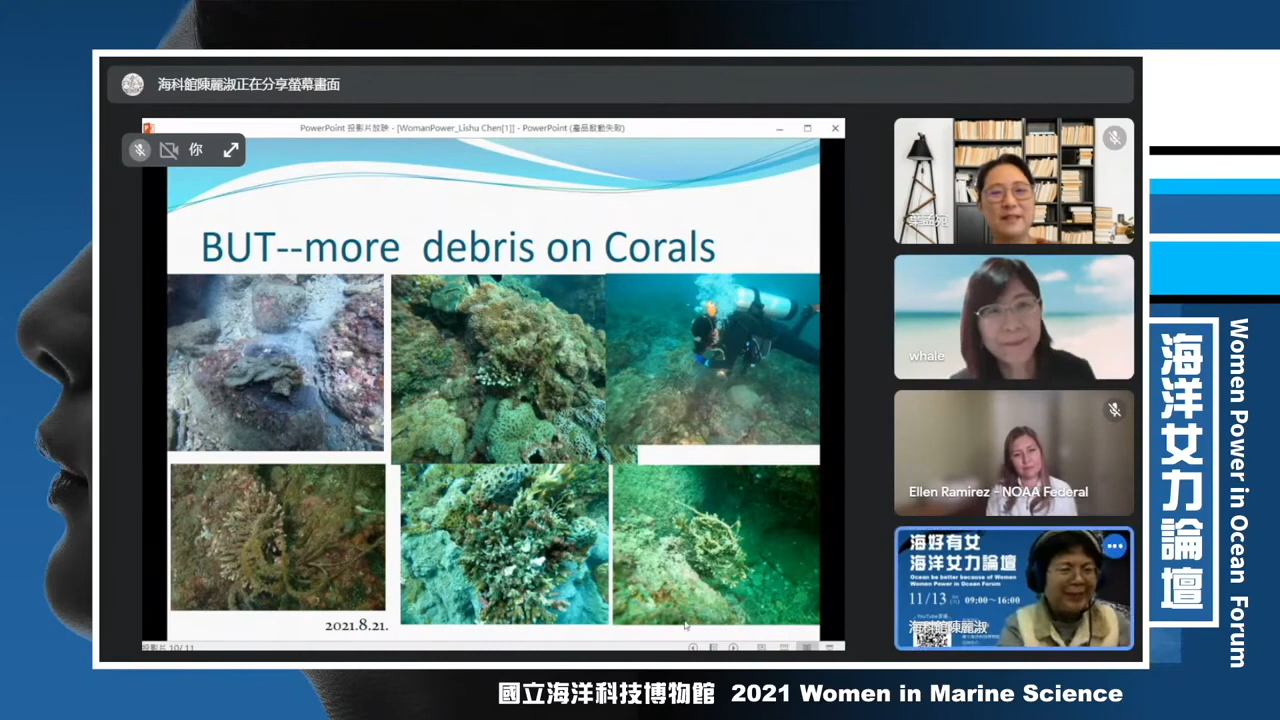 海科館陳麗淑正在分享螢幕畫面
PowerPoint 投影片放映 - [WomanPower_Lishu Chen[1]] - PowerPoint (產品啟動失敗)
你
BUT--more debris on Corals
2021.8.21.
投影片 10/11
whale
Ellen Ramirez - NOAA Federal
海好有女
海洋女力論壇
Ocean be better because of Women
Women Power in Ocean Forum
11/13
09:00~16:00
海科館陳麗淑
海洋女力論壇
Women Power in Ocean Forum
國立海洋科技博物館 2021 Women in Marine Science